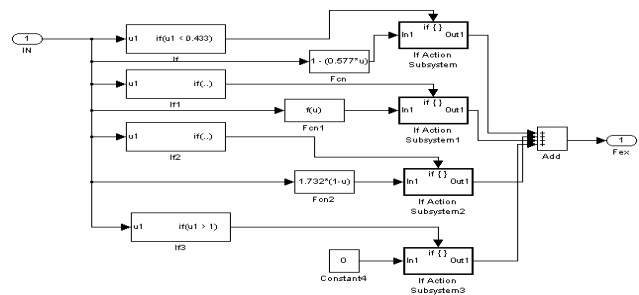 1
IN
u1 if(u1 < 0.433)
If
1 - (0.577*u)
Fcn
if { }
In1 Out1
If Action
Subsystem
u1 if(..)
If1
f(u)
Fcn1
if { }
In1 Out1
If Action
Subsystem1
u1 if(..)
If2
1.732*(1-u)
Fcn2
if { }
In1 Out1
If Action
Subsystem2
u1 if(u1 > 1)
If3
0
Constant4
if { }
In1 Out1
If Action
Subsystem3
+
+
+
+
Add
1
Fex